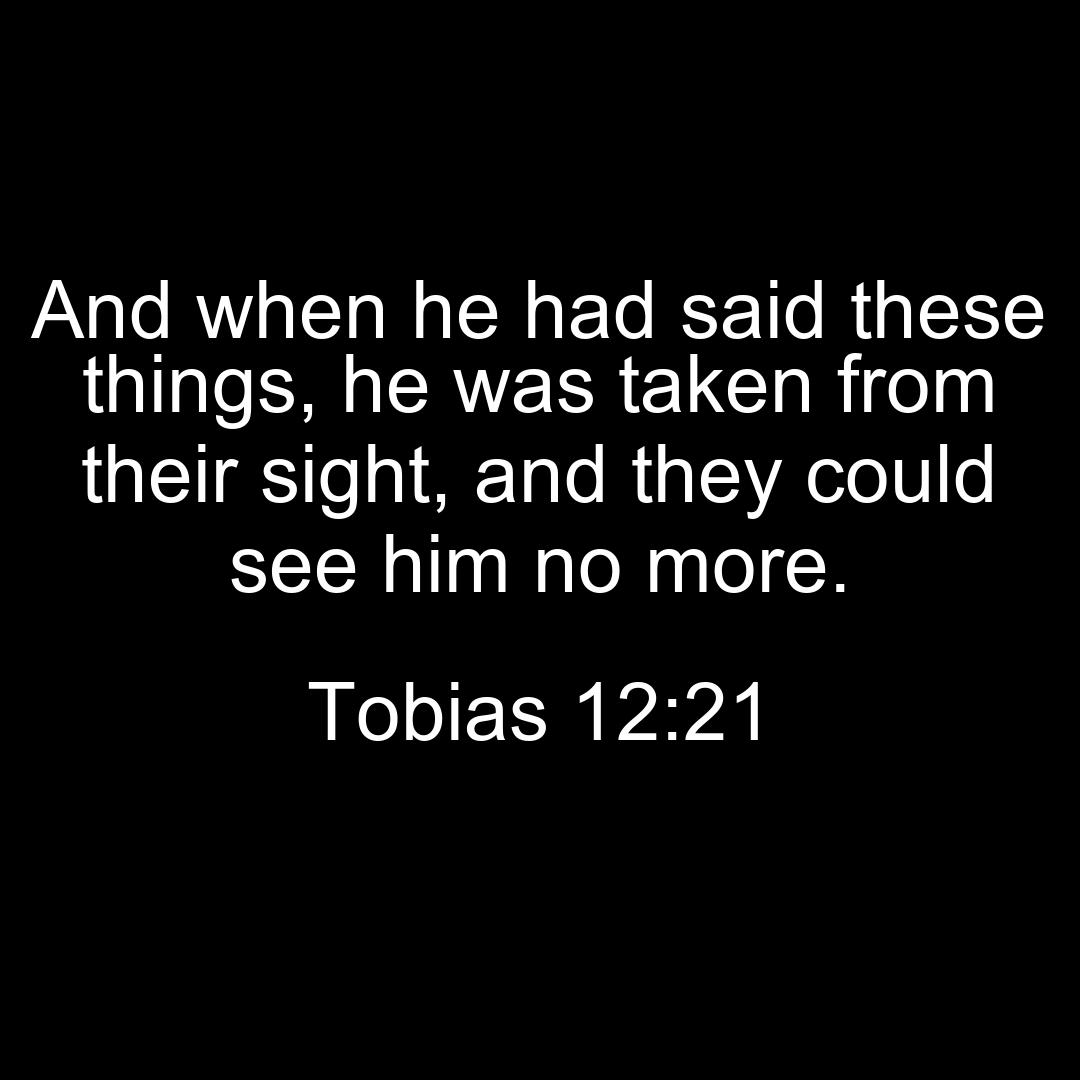 And when he had said these
things, he was taken from
their sight, and they could
see him no more.
Tobias 12:21